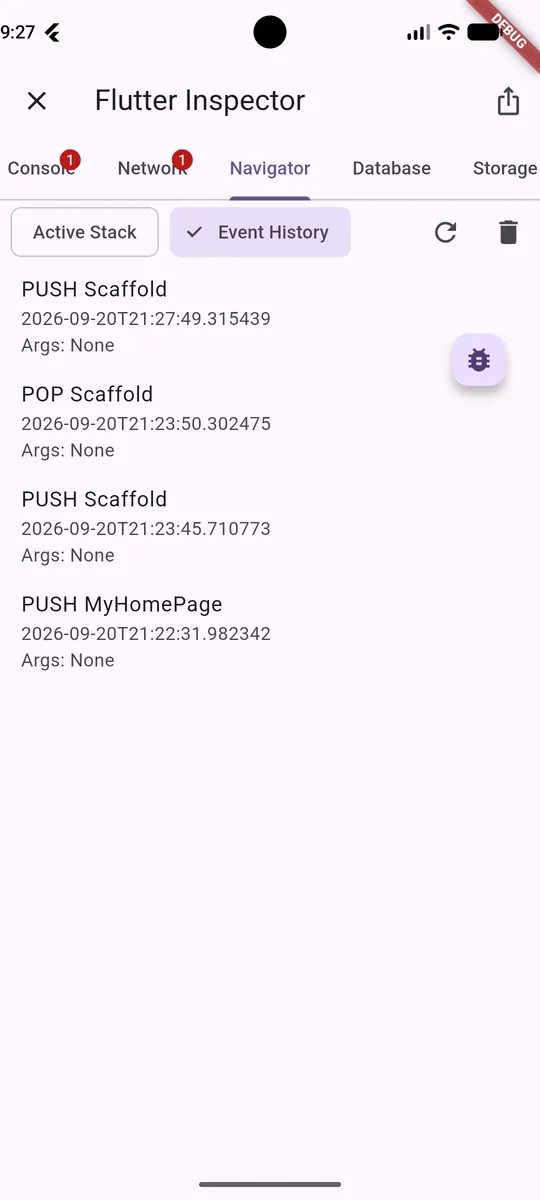 9:27
DEBUG
Flutter Inspector
Console 1
Network 1
Navigator
Database
Storage
Active Stack
Event History
PUSH Scaffold
2026-09-20T21:27:49.315439
Args: None
POP Scaffold
2026-09-20T21:23:50.302475
Args: None
PUSH Scaffold
2026-09-20T21:23:45.710773
Args: None
PUSH MyHomePage
2026-09-20T21:22:31.982342
Args: None